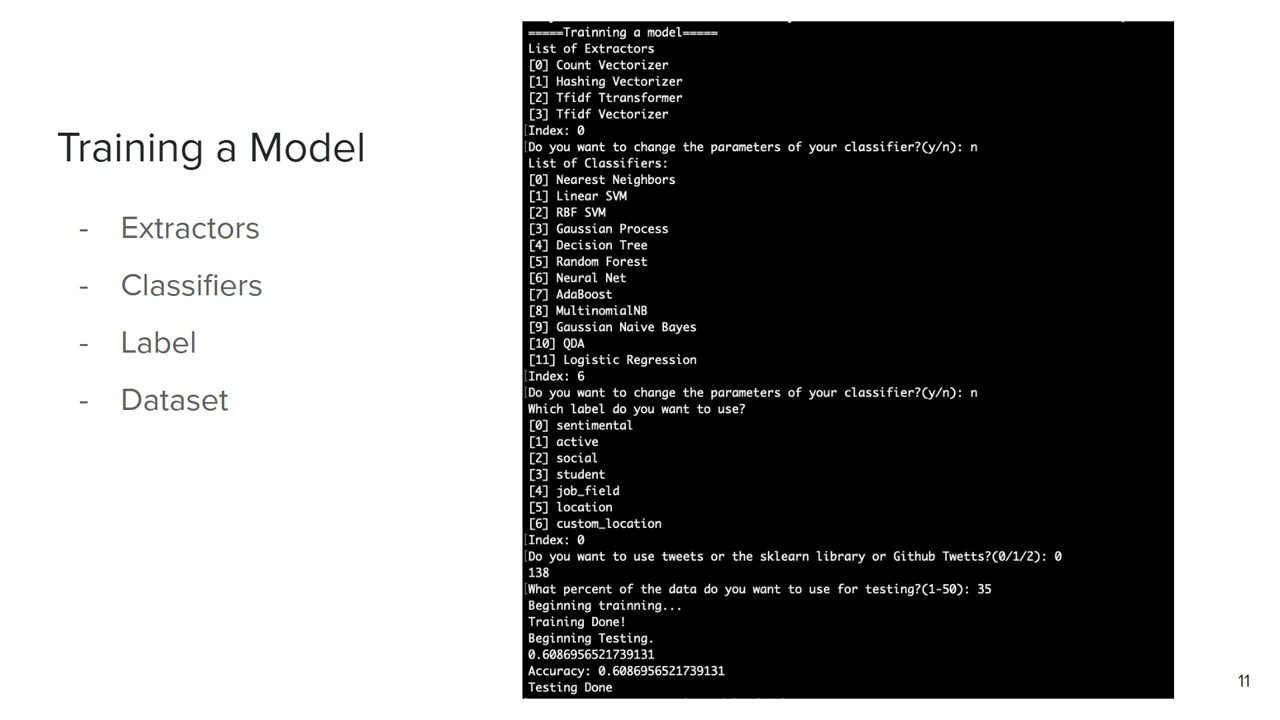 Training a Model
- Extractors
- Classifiers
- Label
- Dataset
=====Trainning a model=====
List of Extractors
[0] Count Vectorizer
[1] Hashing Vectorizer
[2] Tfidf Ttransformer
[3] Tfidf Vectorizer
[Index: 0
[Do you want to change the parameters of your classifier?(y/n): n
List of Classifiers:
[0] Nearest Neighbors
[1] Linear SVM
[2] RBF SVM
[3] Gaussian Process
[4] Decision Tree
[5] Random Forest
[6] Neural Net
[7] AdaBoost
[8] MultinomialNB
[9] Gaussian Naive Bayes
[10] QDA
[11] Logistic Regression
[Index: 6
[Do you want to change the parameters of your classifier?(y/n): n
Which label do you want to use?
[0] sentimental
[1] active
[2] social
[3] student
[4] job_field
[5] location
[6] custom_location
[Index: 0
[Do you want to use tweets or the sklearn library or Github Twetts?(0/1/2): 0
138
[What percent of the data do you want to use for testing?(1-50): 35
Beginning trainning...
Training Done!
Beginning Testing.
0.6086956521739131
Accuracy: 0.6086956521739131
Testing Done
11